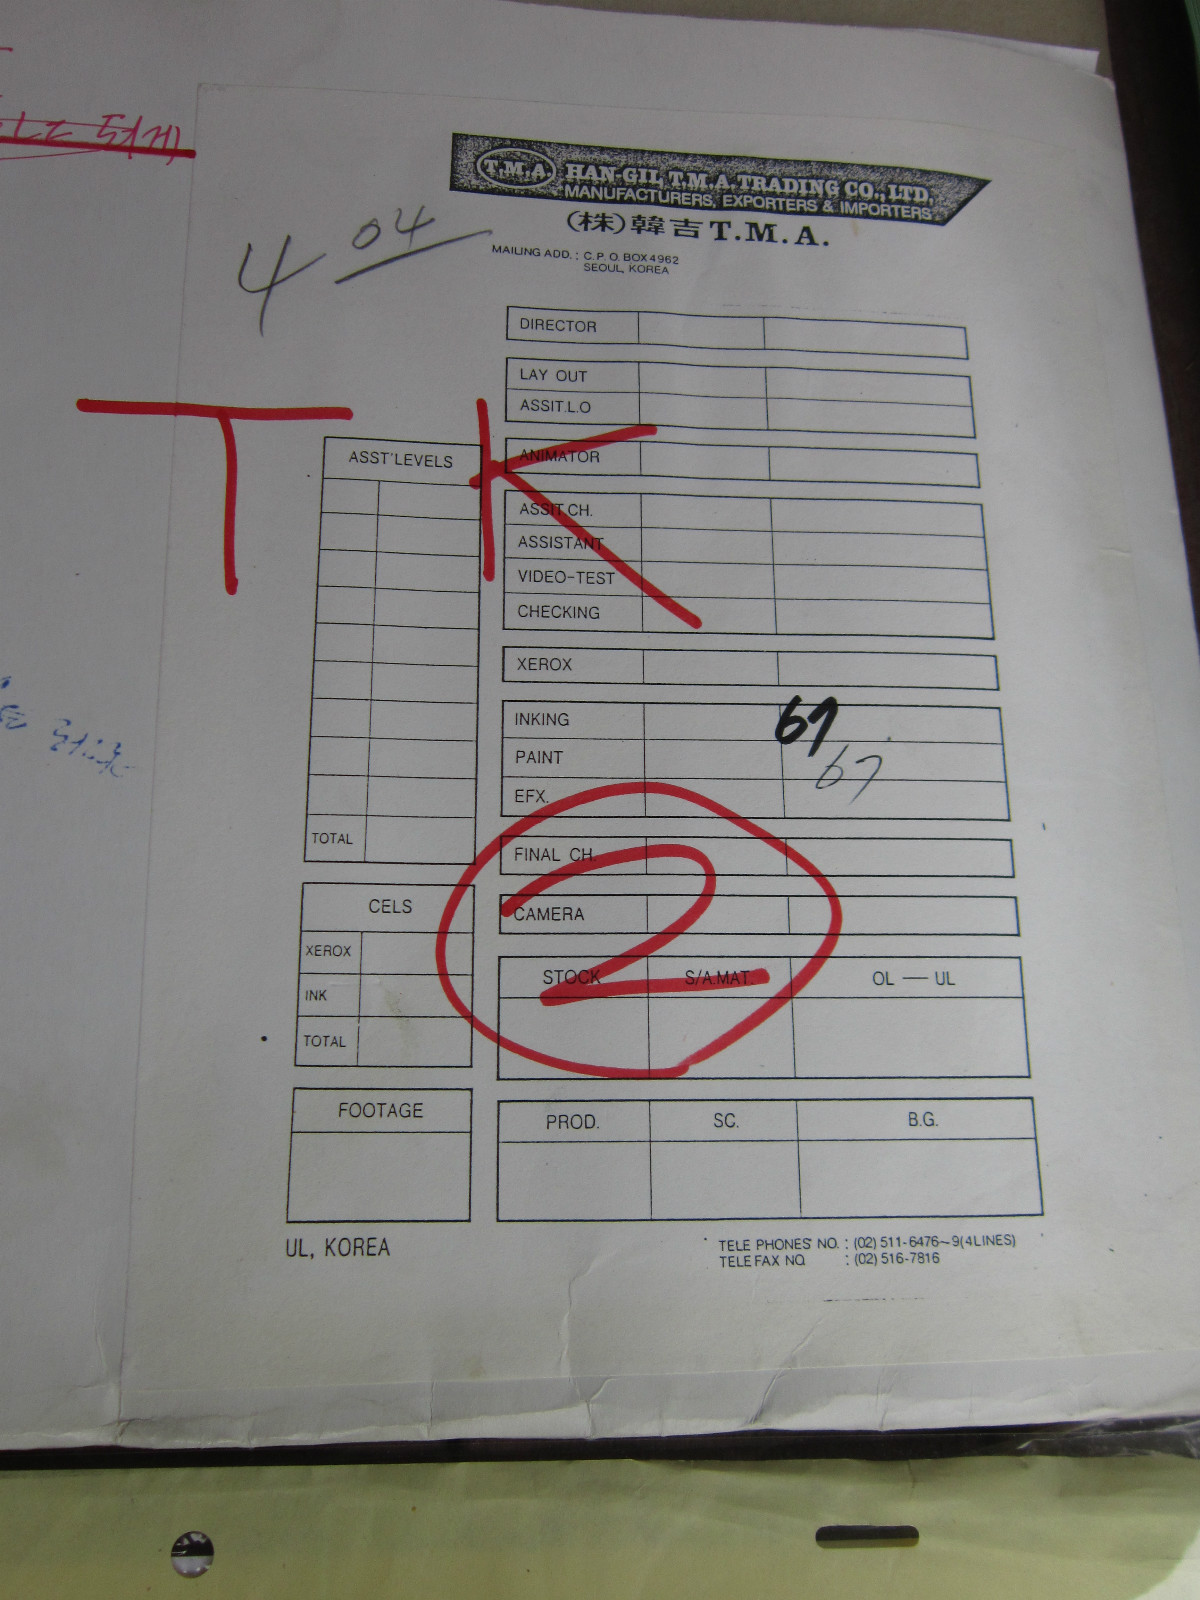 T.M.A. HAN-GIL T.M.A. TRADING CO., LTD.
MANUFACTURERS, EXPORTERS & IMPORTERS
(株)韓吉 T.M.A.
MAILING ADD. : C.P.O. BOX 4962
SEOUL, KOREA
4 04
DIRECTOR
LAY OUT
ASSIT.L.O
TK
ANIMATOR
ASSIT.CH.
ASSISTANT
VIDEO-TEST
CHECKING
XEROX
INKING 67
PAINT 67
EFX.
FINAL CH.
CAMERA
2
STOCK S/A.MAT. OL — UL
PROD. SC. B.G.
ASST'LEVELS
TOTAL
CELS
XEROX
INK
TOTAL
FOOTAGE
UL, KOREA
TELE PHONES NO. : (02) 511-6476~9(4LINES)
TELEFAX NO : (02) 516-7816